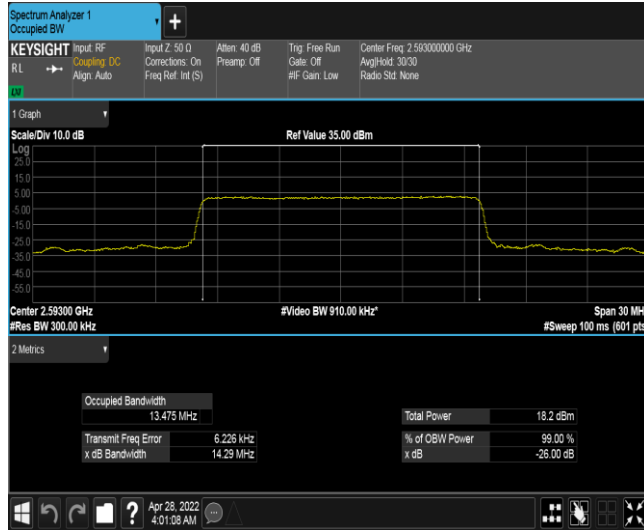 Spectrum Analyzer 1
Occupied BW
+
KEYSIGHT
RL
Input: RF
Coupling: DC
Align: Auto
Input Z: 50 Ω
Corrections: On
Freq Ref: Int (S)
Atten: 40 dB
Preamp: Off
Trig: Free Run
Gate: Off
#IF Gain: Low
Center Freq: 2.593000000 GHz
Avg|Hold: 30/30
Radio Std: None
1 Graph
Scale/Div 10.0 dB
Ref Value 35.00 dBm
Log
25.0
15.0
5.00
-5.00
-15.0
-25.0
-35.0
-45.0
-55.0
Center 2.59300 GHz
#Video BW 910.00 kHz*
Span 30 MH
#Res BW 300.00 kHz
#Sweep 100 ms (601 pts
2 Metrics
Occupied Bandwidth
13.475 MHz
Total Power 18.2 dBm
Transmit Freq Error 6.226 kHz
% of OBW Power 99.00 %
x dB Bandwidth 14.29 MHz
x dB -26.00 dB
?
Apr 28, 2022
4:01:08 AM